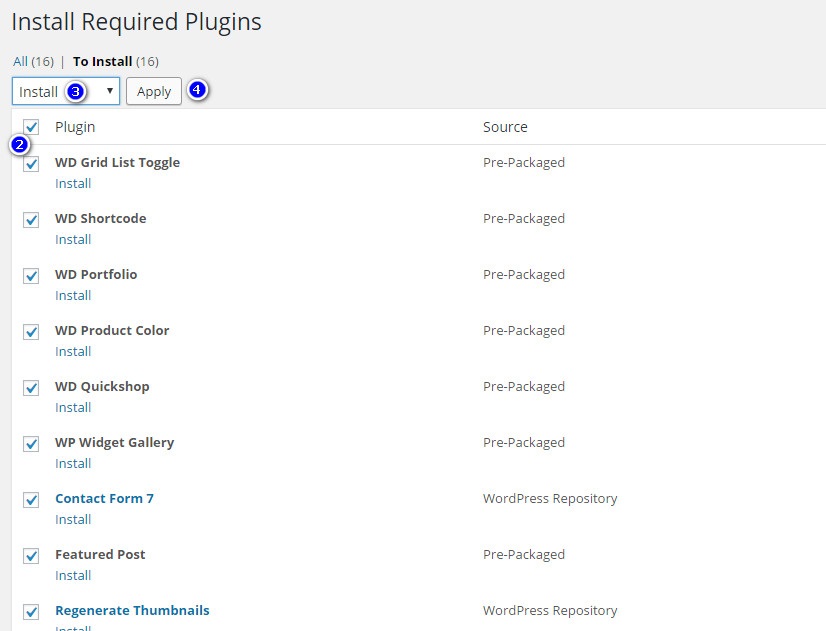 Install Required Plugins
All (16) | To Install (16)
Install 3 ▼ Apply 4
Plugin Source
2
WD Grid List Toggle Pre-Packaged
Install
WD Shortcode Pre-Packaged
Install
WD Portfolio Pre-Packaged
Install
WD Product Color Pre-Packaged
Install
WD Quickshop Pre-Packaged
Install
WP Widget Gallery Pre-Packaged
Install
Contact Form 7 WordPress Repository
Install
Featured Post Pre-Packaged
Install
Regenerate Thumbnails WordPress Repository
Install